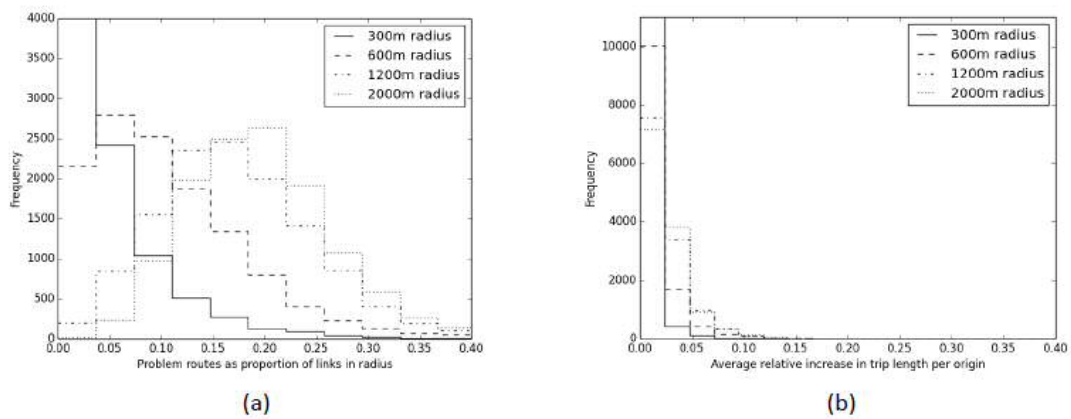 4000
3500
3000
2500
2000
1500
1000
500
0
Frequency
0.00 0.05 0.10 0.15 0.20 0.25 0.30 0.35 0.40
Problem routes as proportion of links in radius
300m radius
600m radius
1200m radius
2000m radius
(a)
10000
8000
6000
4000
2000
0
Frequency
0.00 0.05 0.10 0.15 0.20 0.25 0.30 0.35 0.40
Average relative increase in trip length per origin
300m radius
600m radius
1200m radius
2000m radius
(b)